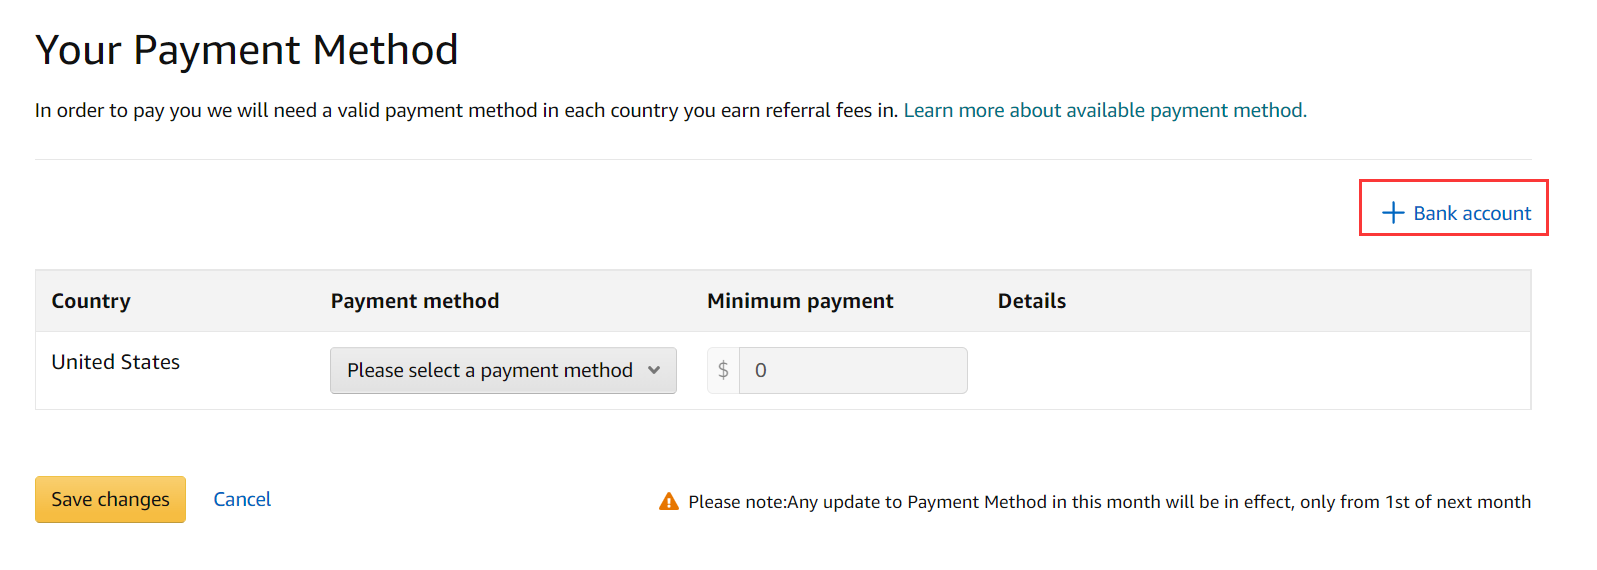 Your Payment Method
In order to pay you we will need a valid payment method in each country you earn referral fees in. Learn more about available payment method.
Bank account
Country Payment method Minimum payment Details
United States Please select a payment method $ 0
Save changes Cancel Please note:Any update to Payment Method in this month will be in effect, only from 1st of next month